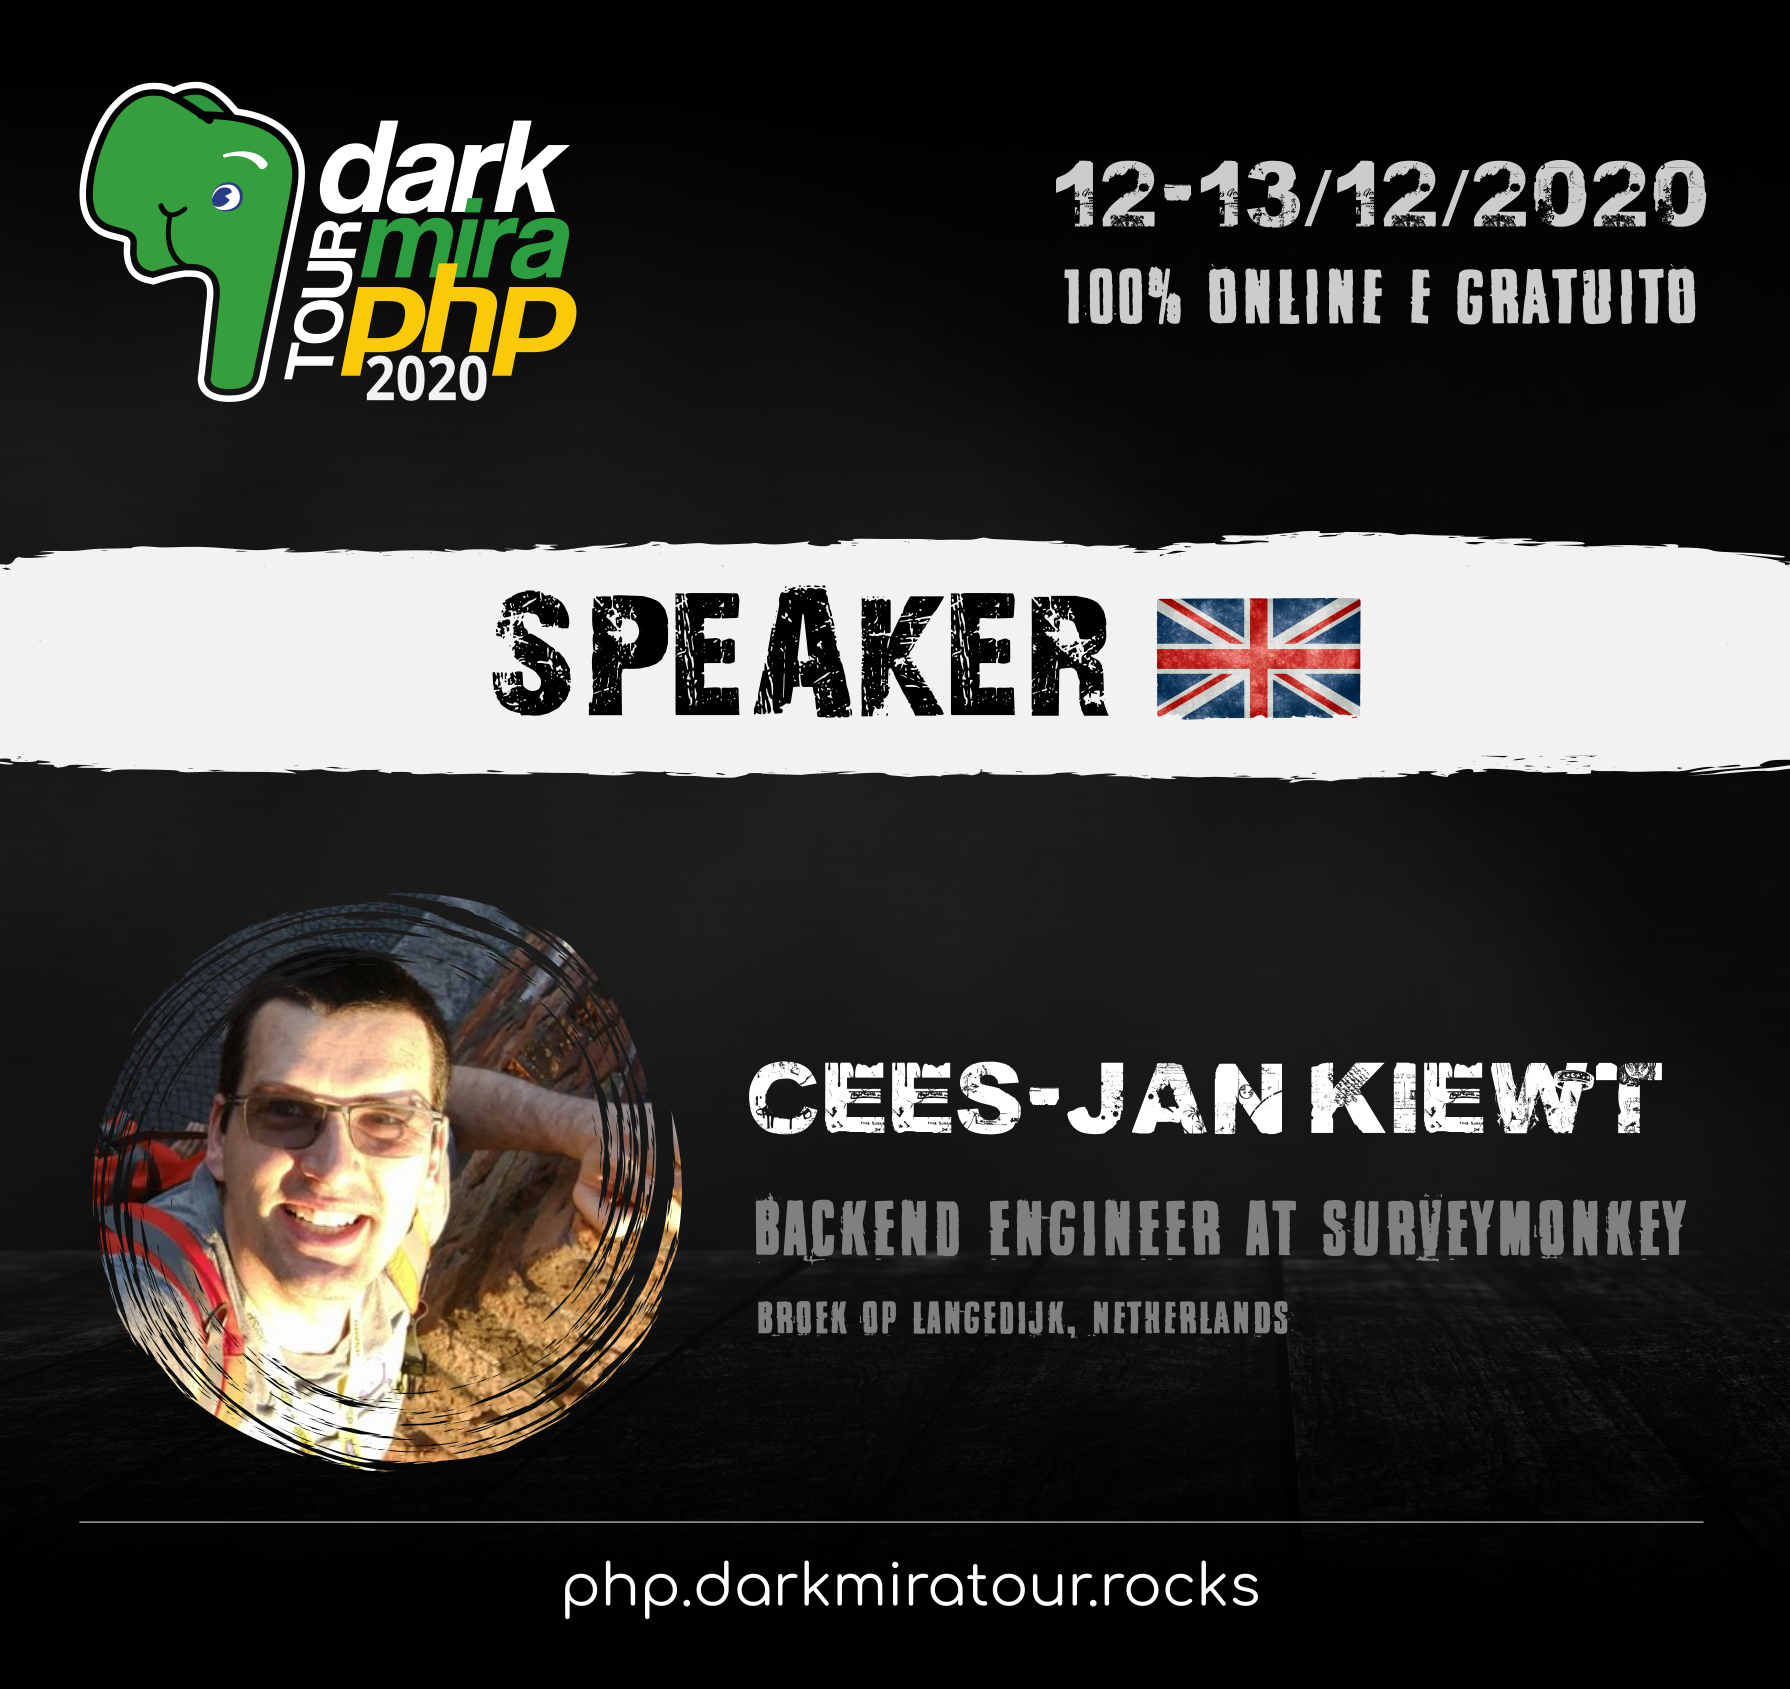 dark
mira
php
TOUR
2020
12-13/12/2020
100% ONLINE E GRATUITO
SPEAKER
CEES-JAN KIEWT
BACKEND ENGINEER AT SURVEYMONKEY
BROEK OP LANGEDIJK, NETHERLANDS
php.darkmiratour.rocks